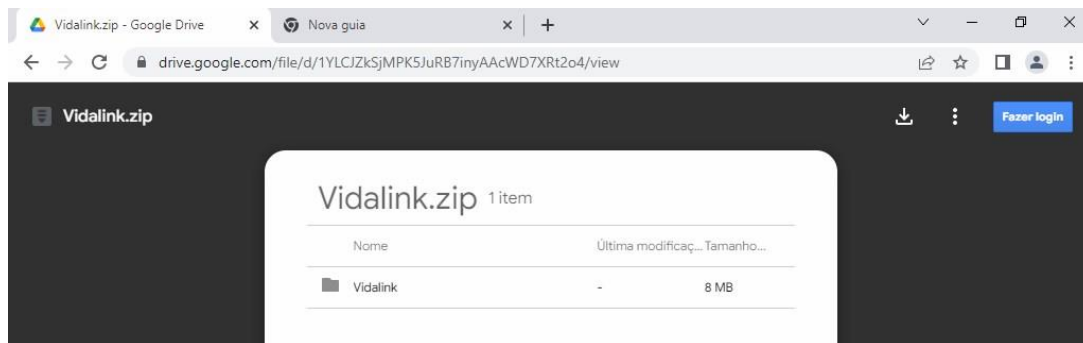 Vidalink.zip - Google Drive
Nova guia
drive.google.com/file/d/1YLCJZkSjMPK5JuRB7inyAAcWD7XRt2o4/view
Vidalink.zip
Fazer login
Vidalink.zip 1 item
Nome Última modificaç... Tamanho...
Vidalink - 8 MB